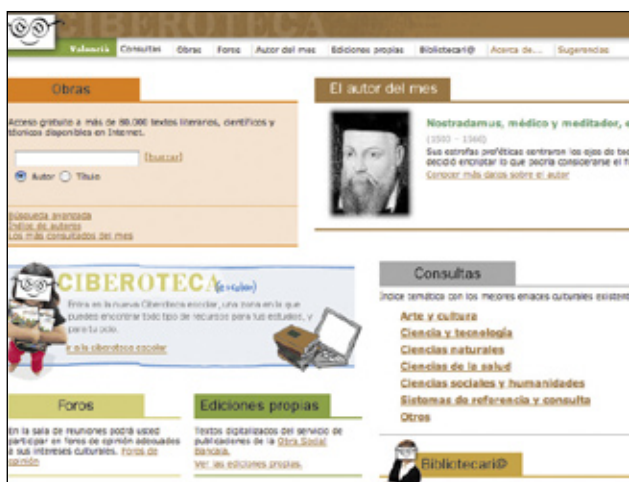 CIBEROTECA
Valencià Consultas Obras Foros Autor del mes Ediciones propias Bibliotecari@ Acerca de... Sugerencias
Obras
Acceso gratuito a más de 80.000 textos literarios, científicos y
técnicos disponibles en Internet.
[buscar]
Autor Título
Búsqueda avanzada
Índice de autores
Los más consultados del mes
El autor del mes
Nostradamus, médico y meditador, e
(1503 - 1566)
Sus estrofas proféticas centraron los ojos de
decidió encriptar lo que podría considerarse el f
Conocer más datos sobre el autor
CIBEROTECA (escolar)
Entra en la nueva Ciberoteca escolar, una zona en la que
puedes encontrar todo tipo de recursos para tus estudios, y
para tu ocio.
Ir a la ciberoteca escolar
Consultas
Índice temático con los mejores enlaces culturales existent
Arte y cultura
Ciencia y tecnología
Ciencias naturales
Ciencias de la salud
Ciencias sociales y humanidades
Sistemas de referencia y consulta
Otros
Foros
En la sala de reuniones podrá usted
participar en foros de opinión adecuados
a sus intereses culturales. Foros de
opinión
Ediciones propias
Textos digitalizados del servicio de
publicaciones de la Obra Social
Bancaja.
Ver las ediciones propias.
Bibliotecari@